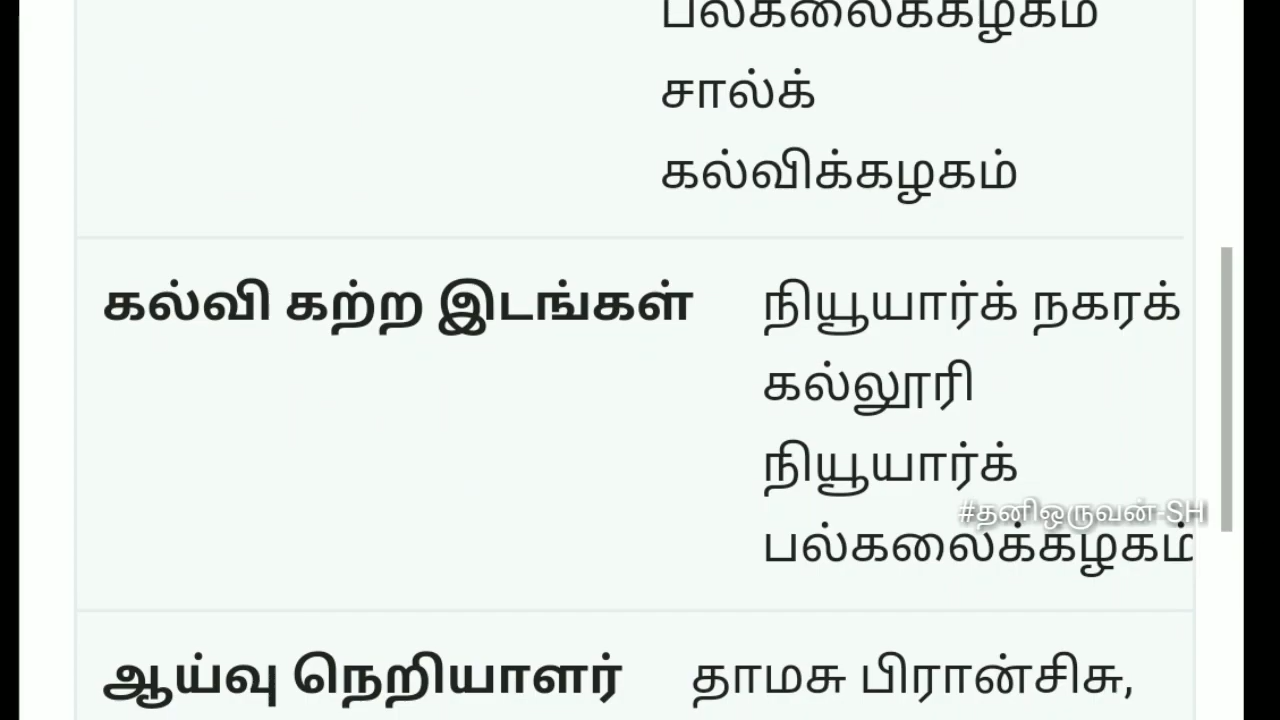 பல்கலைக்கழகம்
சால்க்
கல்விக்கழகம்
கல்வி கற்ற இடங்கள் நியூயார்க் நகரக்
கல்லூரி
நியூயார்க்
#தனிஒருவன்-SH
பல்கலைக்கழகம்
ஆய்வு நெறியாளர் தாமசு பிரான்சிசு,